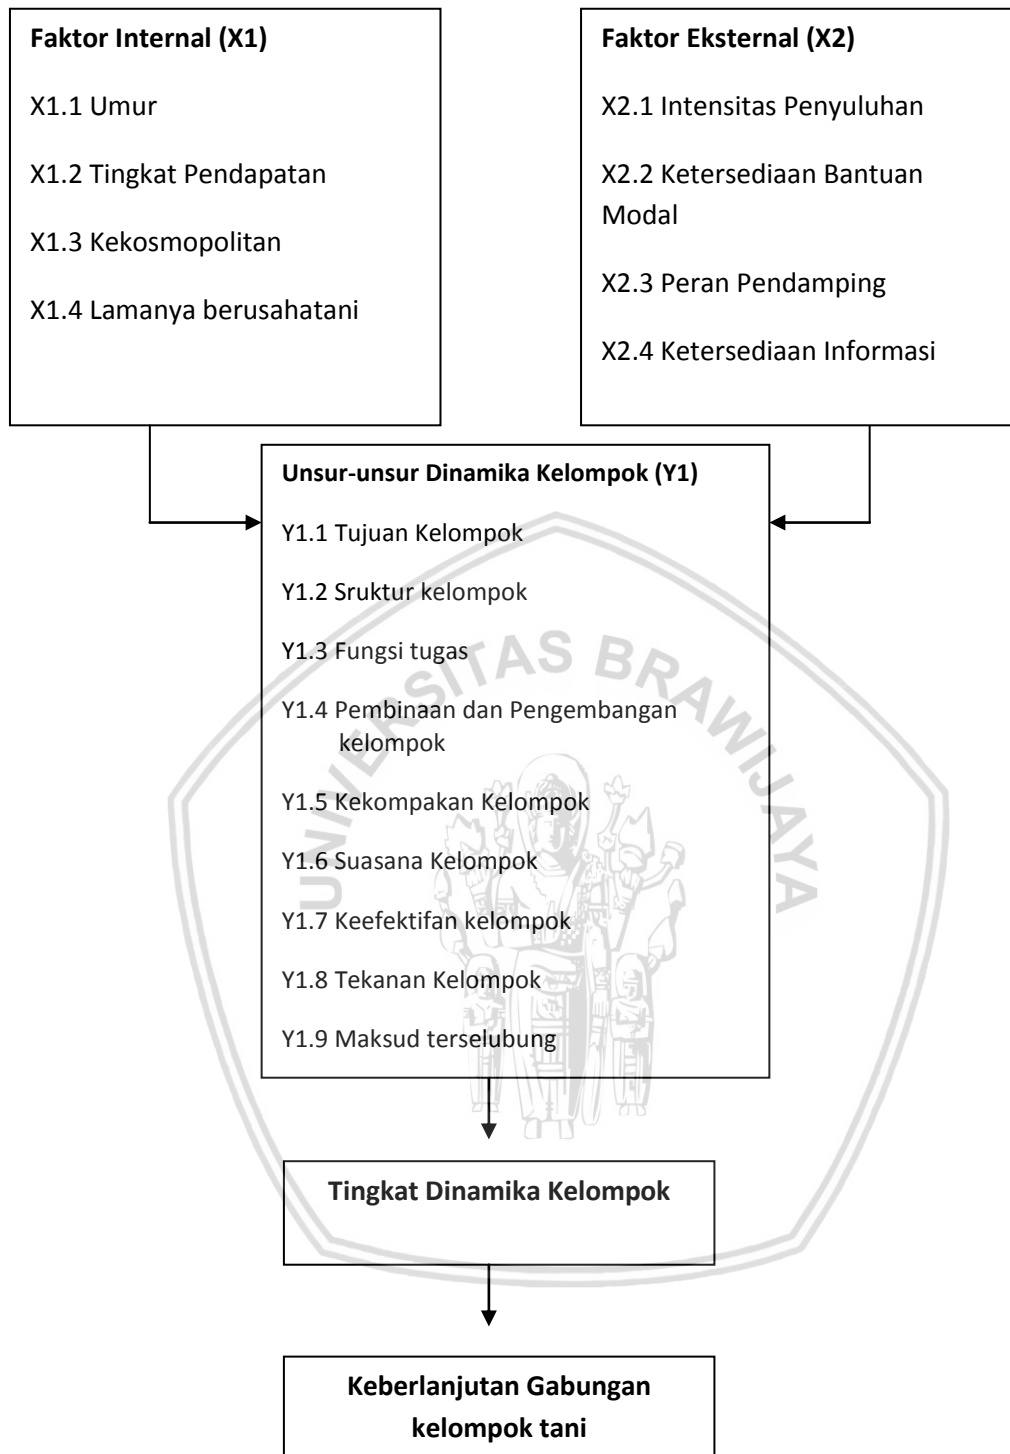 Faktor Internal (X1)
X1.1 Umur
X1.2 Tingkat Pendapatan
X1.3 Kekosmopolitan
X1.4 Lamanya berusahatani
Faktor Eksternal (X2)
X2.1 Intensitas Penyuluhan
X2.2 Ketersediaan Bantuan
Modal
X2.3 Peran Pendamping
X2.4 Ketersediaan Informasi
Unsur-unsur Dinamika Kelompok (Y1)
Y1.1 Tujuan Kelompok
Y1.2 Sruktur kelompok
Y1.3 Fungsi tugas
Y1.4 Pembinaan dan Pengembangan
kelompok
Y1.5 Kekompakan Kelompok
Y1.6 Suasana Kelompok
Y1.7 Keefektifan kelompok
Y1.8 Tekanan Kelompok
Y1.9 Maksud terselubung
Tingkat Dinamika Kelompok
Keberlanjutan Gabungan
kelompok tani
UNIVERSITAS BRAWIJAYA